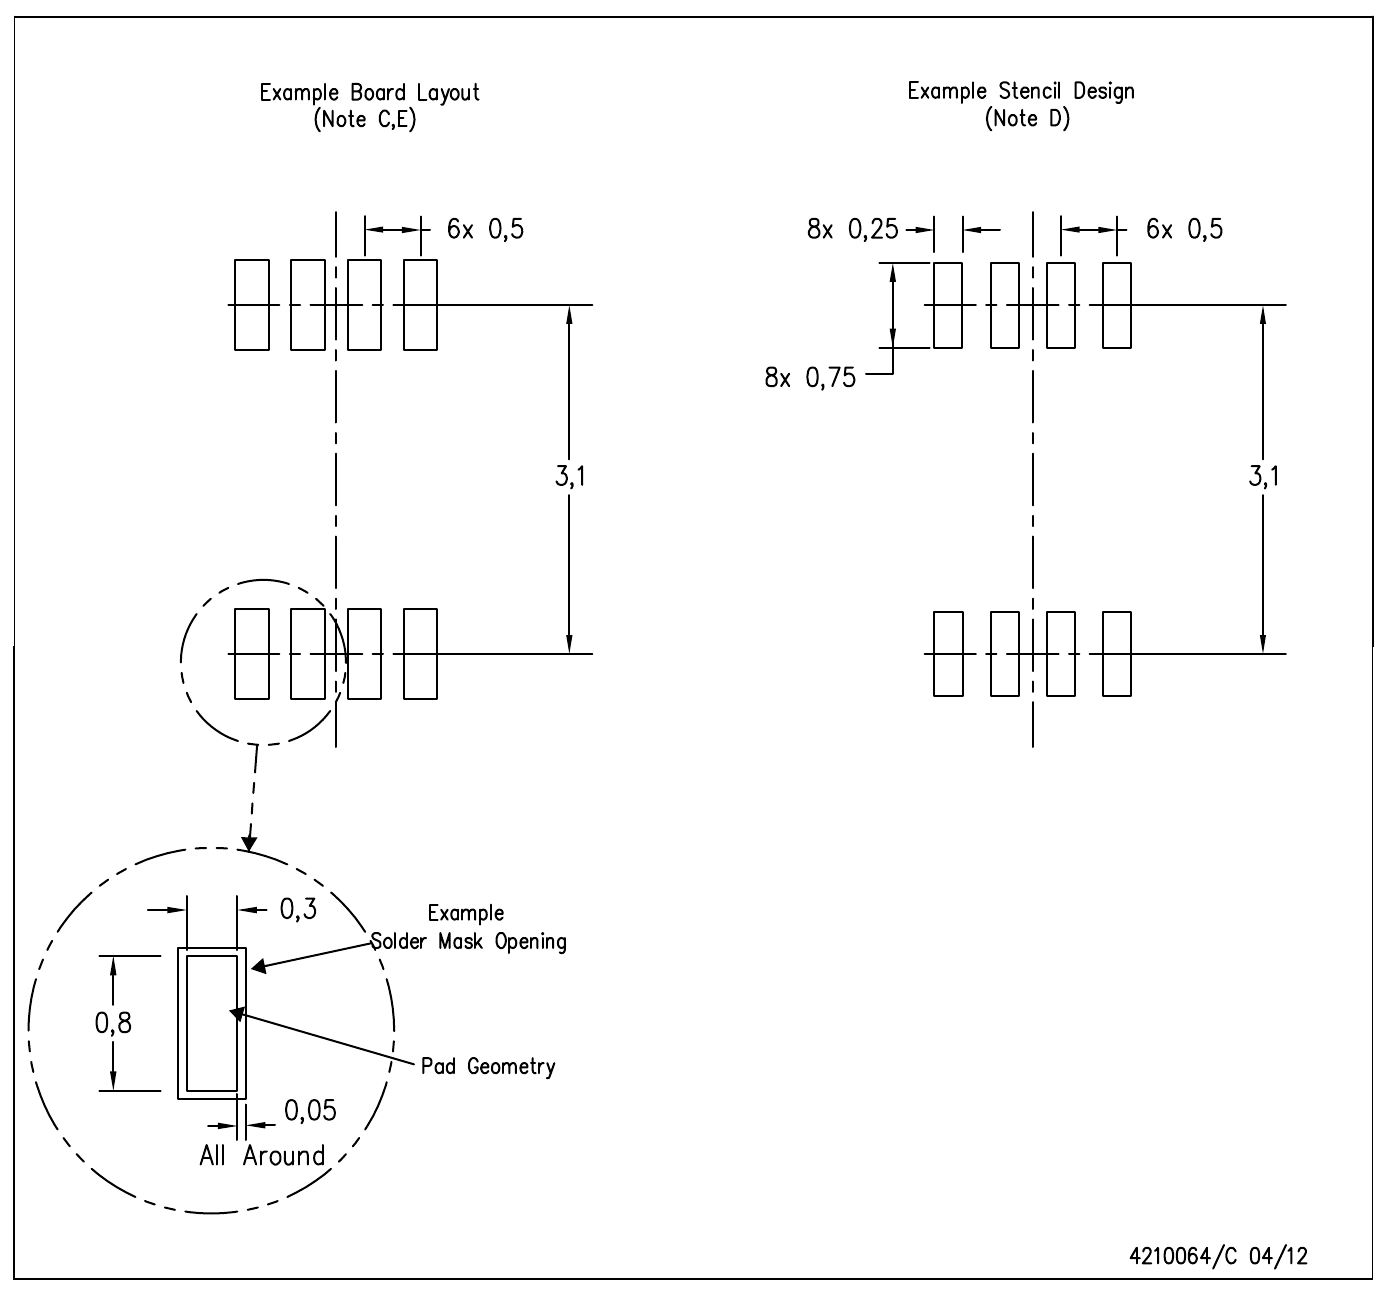 Example Board Layout
(Note C,E)
6x 0,5
3,1
0,3
Example
Solder Mask Opening
0,8
Pad Geometry
0,05
All Around
Example Stencil Design
(Note D)
8x 0,25
6x 0,5
8x 0,75
3,1
4210064/C 04/12